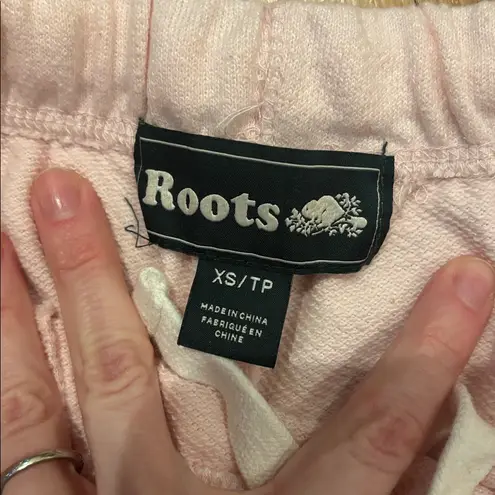 Roots
XS/TP
MADE IN CHINA
FABRIQUÉ EN
CHINE